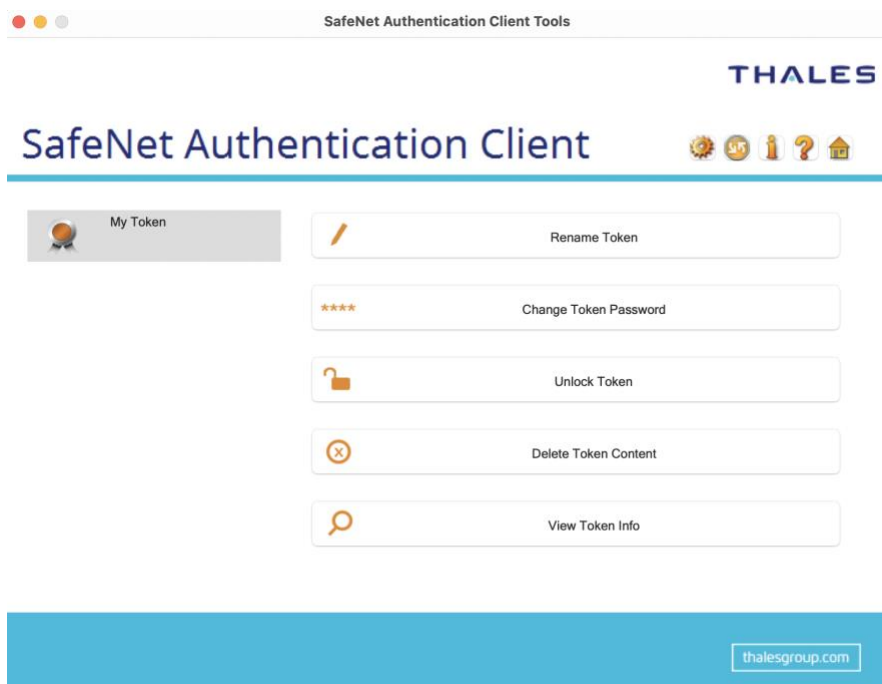 SafeNet Authentication Client Tools
THALES
SafeNet Authentication Client
My Token
Rename Token
****
Change Token Password
Unlock Token
Delete Token Content
View Token Info
thalesgroup.com